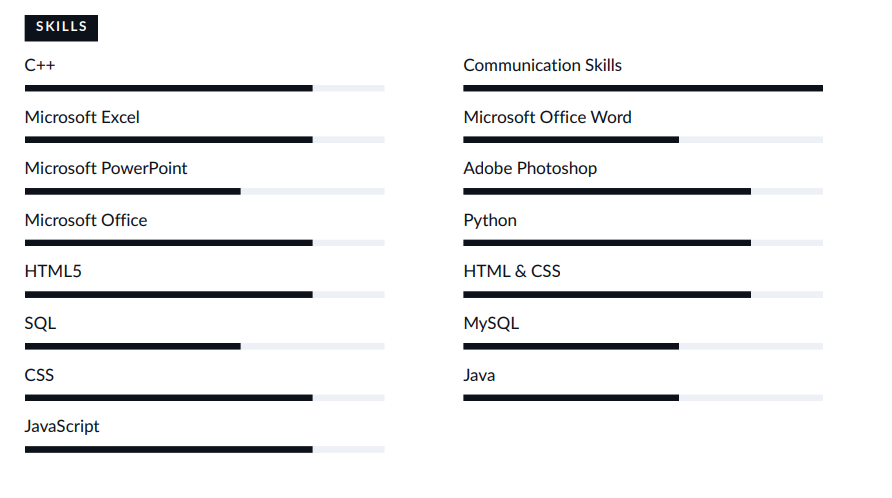 SKILLS
C++
Communication Skills
Microsoft Excel
Microsoft Office Word
Microsoft PowerPoint
Adobe Photoshop
Microsoft Office
Python
HTML5
HTML & CSS
SQL
MySQL
CSS
Java
JavaScript